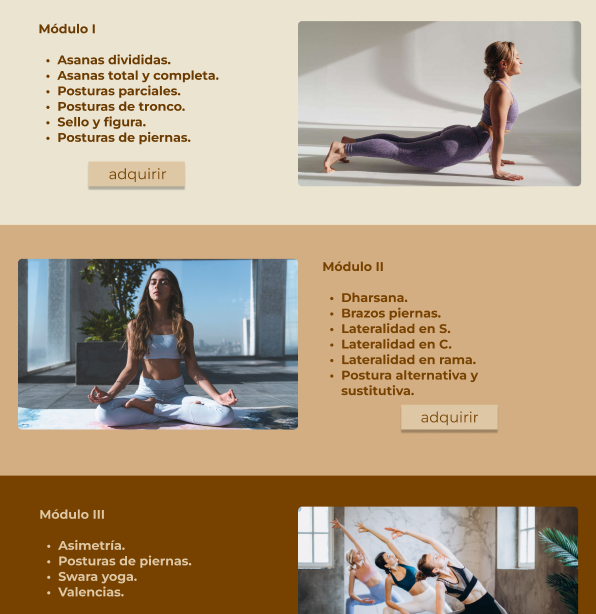 Módulo I
• Asanas divididas.
• Asanas total y completa.
• Posturas parciales.
• Posturas de tronco.
• Sello y figura.
• Posturas de piernas.
adquirir
Módulo II
• Dharsana.
• Brazos piernas.
• Lateralidad en S.
• Lateralidad en C.
• Lateralidad en rama.
• Postura alternativa y
sustitutiva.
adquirir
Módulo III
• Asimetría.
• Posturas de piernas.
• Swara yoga.
• Valencias.